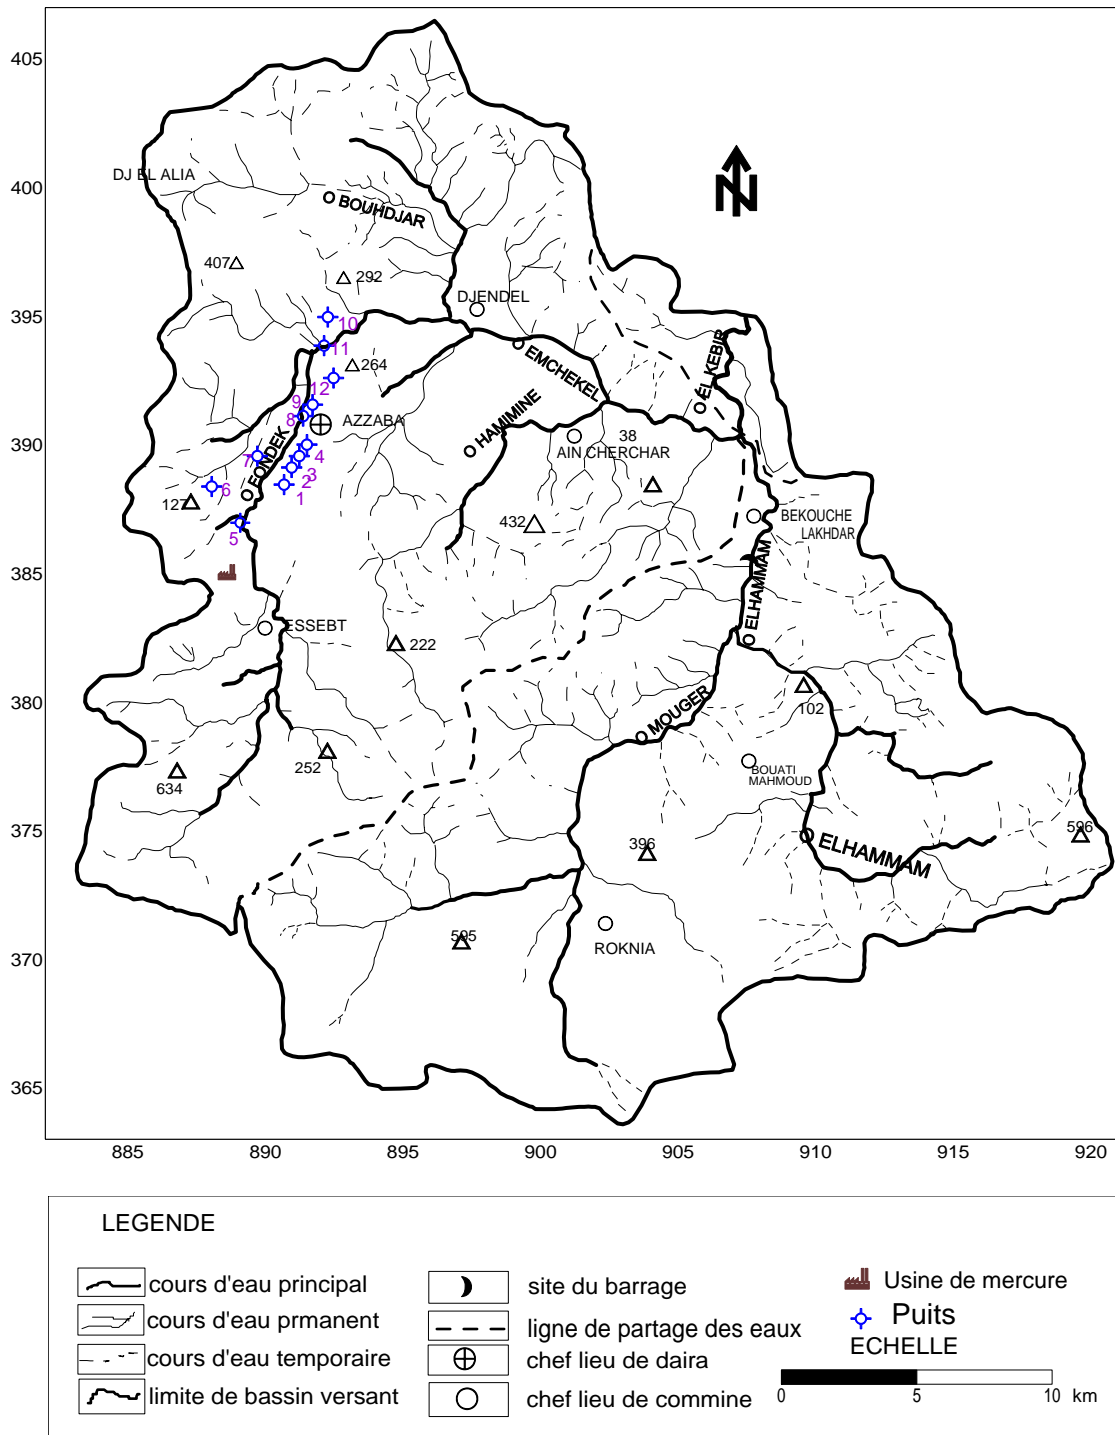 405
400
395
390
385
380
375
370
365
DJ EL ALIA
O BOUHDJAR
407
292
DJENDEL
10
11
264
O EMCHEKEL
O EL KEBIR
12
9
8
AZZABA
O HAMIMINE
38
AIN CHERCHAR
7
O FONDEK
4
3
2
1
6
127
5
432
BEKOUCHE
LAKHDAR
O ELHAMMAM
ESSEBT
222
O MOUGER
102
252
634
BOUATI
MAHMOUD
O ELHAMMAM
596
396
595
ROKNIA
885 890 895 900 905 910 915 920
N
LEGENDE
cours d'eau principal
cours d'eau prmanent
cours d'eau temporaire
limite de bassin versant
site du barrage
ligne de partage des eaux
chef lieu de daira
chef lieu de commine
Usine de mercure
Puits
ECHELLE
0 5 10 km